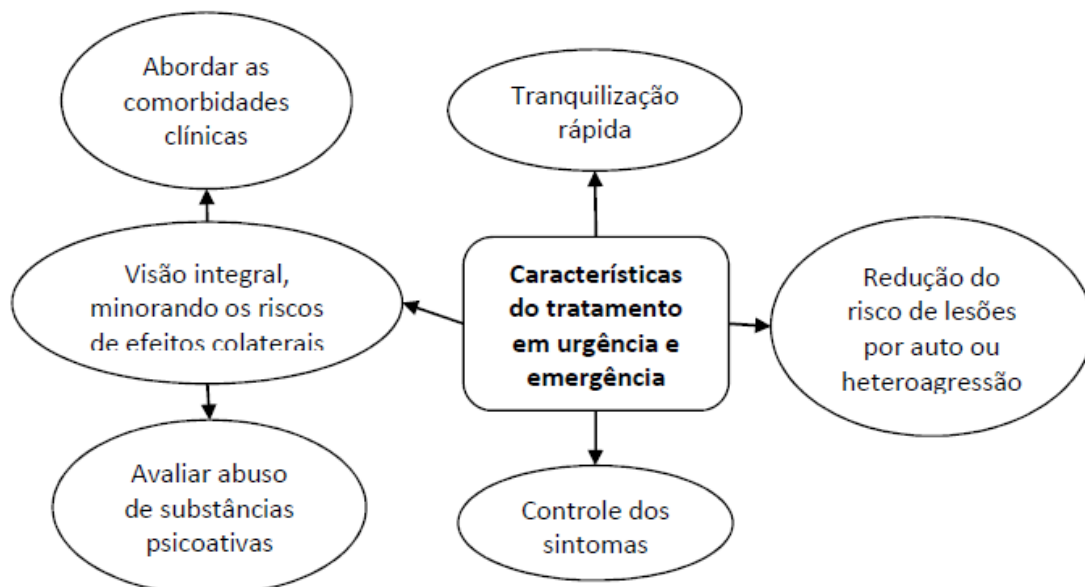 Abordar as
comorbidades
clínicas
Tranquilização
rápida
Visão integral,
minorando os riscos
de efeitos colaterais
Características
do tratamento
em urgência e
emergência
Redução do
risco de lesões
por auto ou
heteroagressão
Avaliar abuso
de substâncias
psicoativas
Controle dos
sintomas